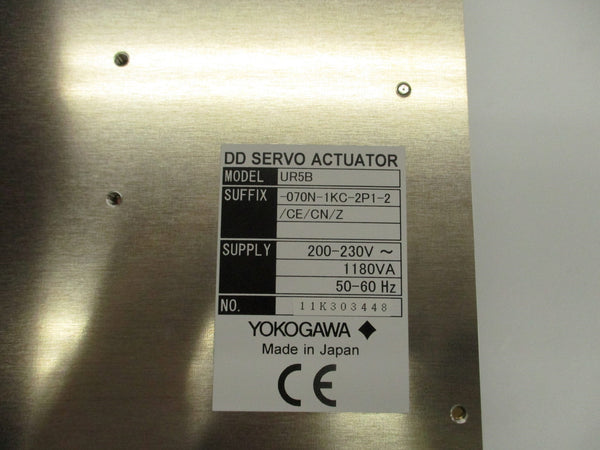 DD SERVO ACTUATOR
MODEL UR5B
SUFFIX -070N-1KC-2P1-2
/CE/CN/Z
SUPPLY 200-230V ～
1180VA
50-60 Hz
NO. 11K303448
YOKOGAWA ◆
Made in Japan
CE